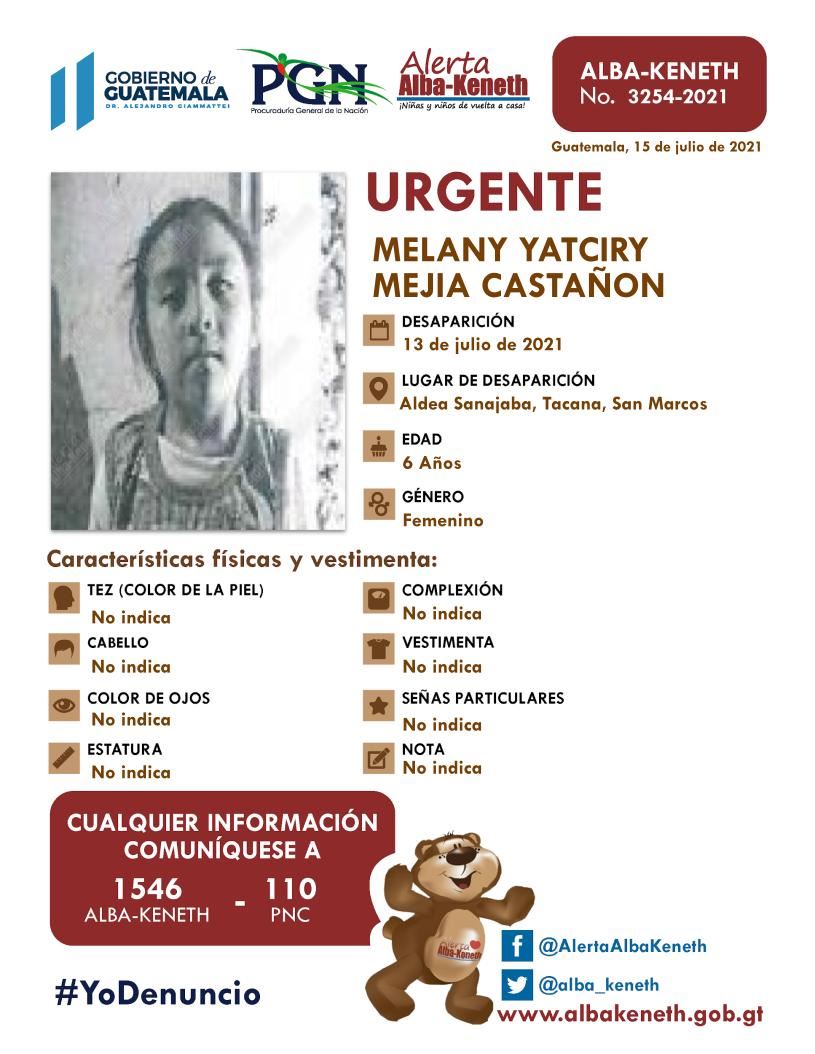 GOBIERNO de
GUATEMALA
DR. ALEJANDRO GIAMMATTEI
PGN
Procuraduría General de la Nación
Alerta
Alba-Keneth
¡Niñas y niños de vuelta a casa!
ALBA-KENETH
No. 3254-2021
Guatemala, 15 de julio de 2021
URGENTE
MELANY YATCIRY
MEJIA CASTAÑON
DESAPARICIÓN
13 de julio de 2021
LUGAR DE DESAPARICIÓN
Aldea Sanajaba, Tacana, San Marcos
EDAD
6 Años
GÉNERO
Femenino
Características físicas y vestimenta:
TEZ (COLOR DE LA PIEL)
No indica
CABELLO
No indica
COLOR DE OJOS
No indica
ESTATURA
No indica
COMPLEXIÓN
No indica
VESTIMENTA
No indica
SEÑAS PARTICULARES
No indica
NOTA
No indica
CUALQUIER INFORMACIÓN
COMUNÍQUESE A
1546 - 110
ALBA-KENETH PNC
Alerta
Alba-Keneth
#YoDenuncio
@AlertaAlbaKeneth
@alba_keneth
www.albakeneth.gob.gt